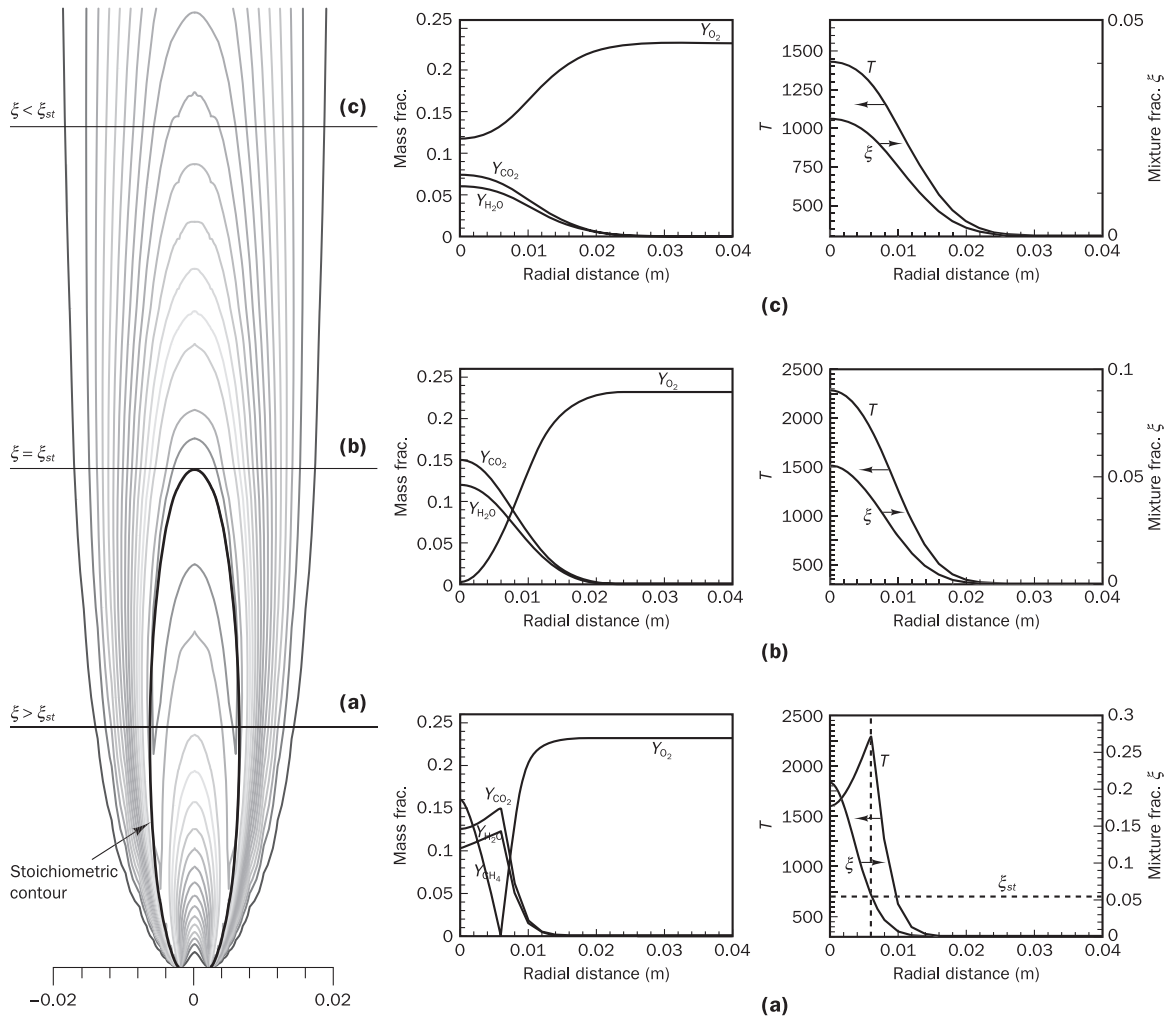 ξ < ξst
(c)
ξ = ξst
(b)
ξ > ξst
(a)
Stoichiometric
contour
−0.02 0 0.02
0.25
0.2
0.15
0.1
0.05
0
Mass frac.
YO2
YCO2
YH2O
0 0.01 0.02 0.03 0.04
Radial distance (m)
1500
1250
1000
750
500
T
T
ξ
0.05
0
Mixture frac. ξ
0 0.01 0.02 0.03 0.04
Radial distance (m)
(c)
0.25
0.2
0.15
0.1
0.05
0
Mass frac.
YO2
YCO2
YH2O
0 0.01 0.02 0.03 0.04
Radial distance (m)
2500
2000
1500
1000
500
T
T
ξ
0.1
0.05
0
Mixture frac. ξ
0 0.01 0.02 0.03 0.04
Radial distance (m)
(b)
0.25
0.2
0.15
0.1
0.05
0
Mass frac.
YO2
YCO2
YH2O
YCH4
0 0.01 0.02 0.03 0.04
Radial distance (m)
2500
2250
2000
1750
1500
1250
1000
750
500
T
T
ξ
ξst
0.3
0.25
0.2
0.15
0.1
0.05
0
Mixture frac. ξ
0 0.01 0.02 0.03 0.04
Radial distance (m)
(a)